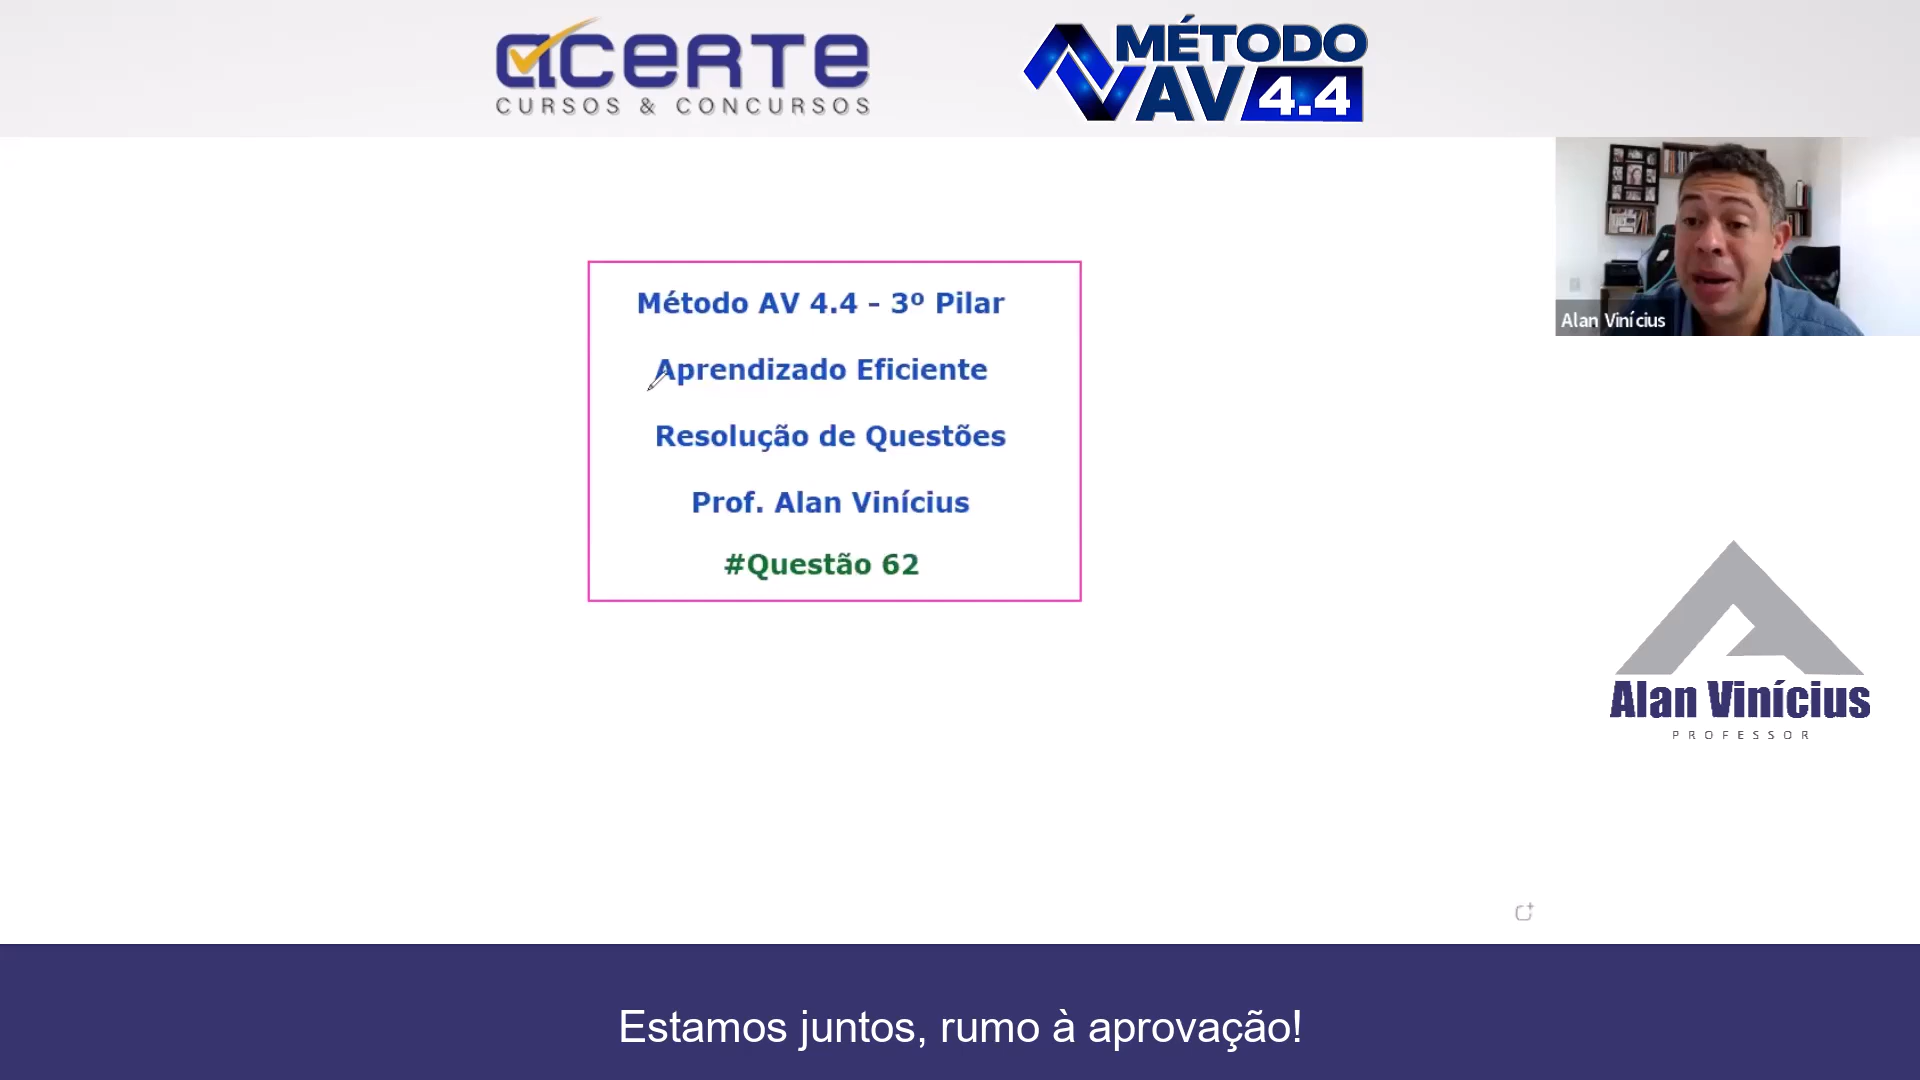 acerte
CURSOS & CONCURSOS
MÉTODO
AV 4.4
Alan Vinícius
Método AV 4.4 - 3º Pilar
Aprendizado Eficiente
Resolução de Questões
Prof. Alan Vinícius
#Questão 62
Alan Vinícius
PROFESSOR
Estamos juntos, rumo à aprovação!